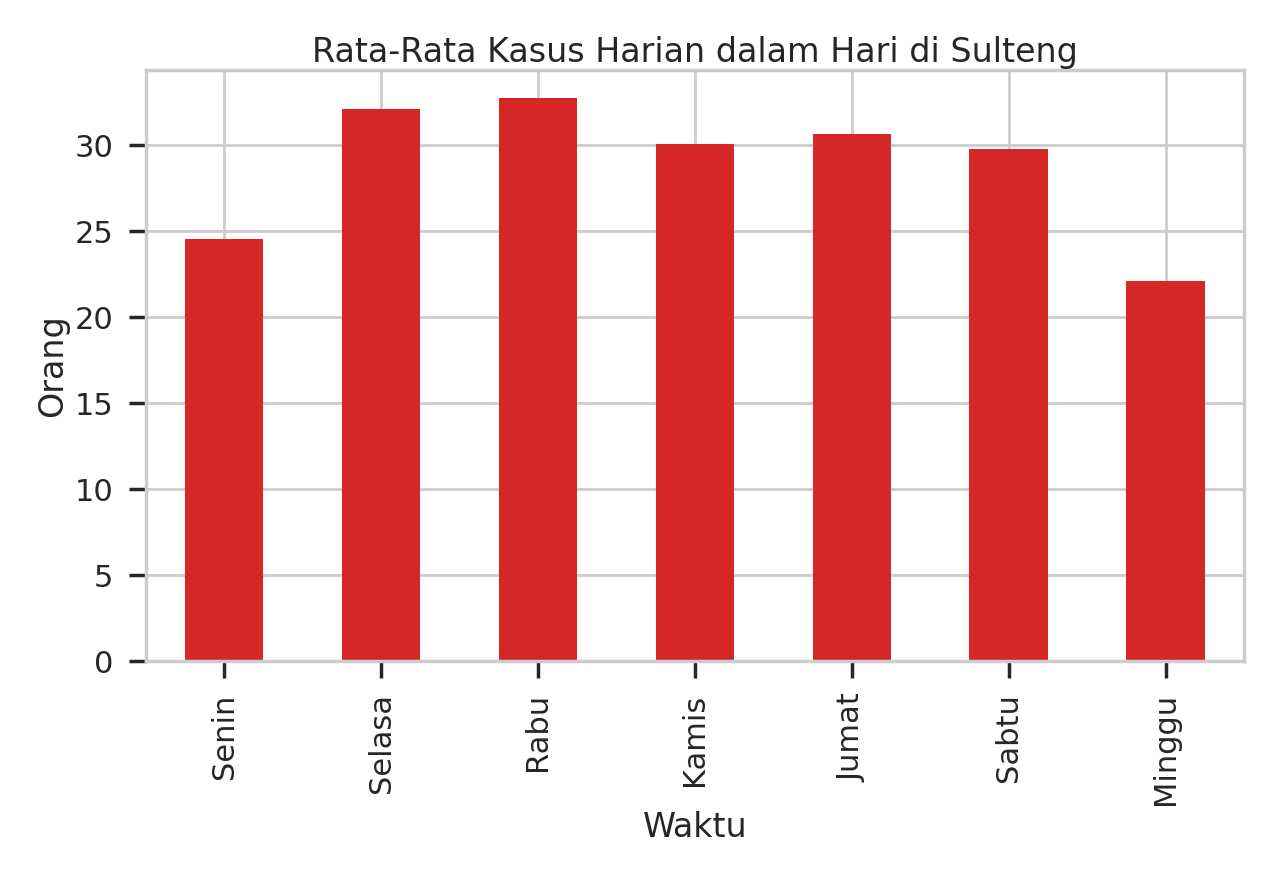 Rata-Rata Kasus Harian dalam Hari di Sulteng
Orang
30
25
20
15
10
5
0
Senin
Selasa
Rabu
Kamis
Jumat
Sabtu
Minggu
Waktu